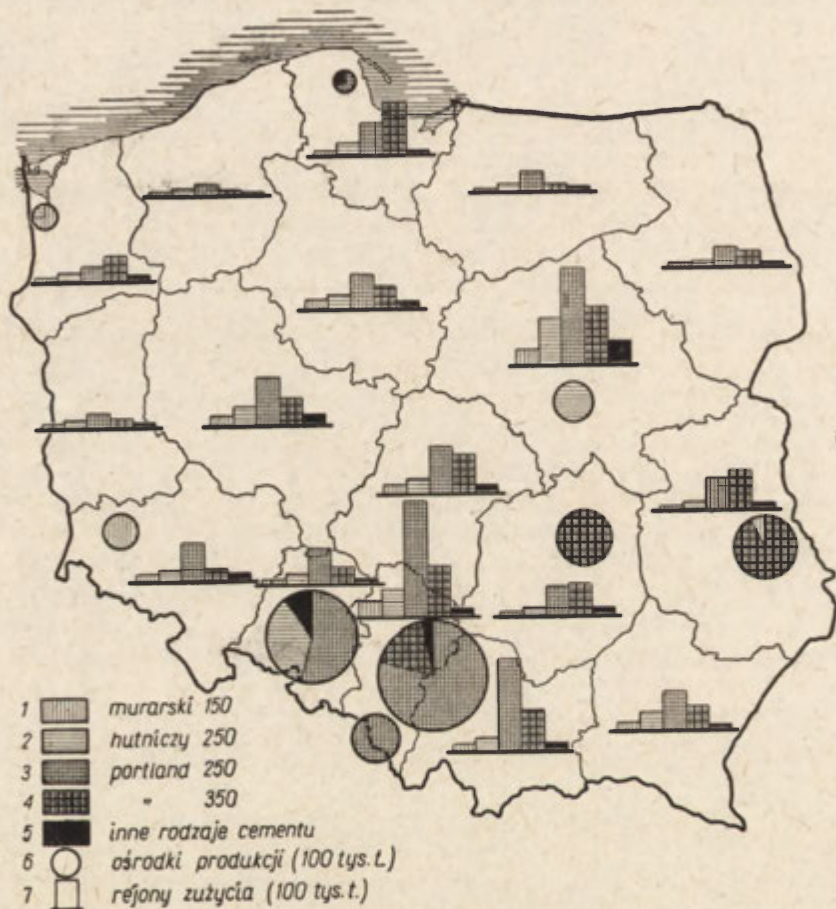 1 murarski 150
2 hutniczy 250
3 portland 250
4 " 350
5 inne rodzaje cementu
6 ośrodki produkcji (100 tys. t.)
7 rejony zużycia (100 tys. t.)